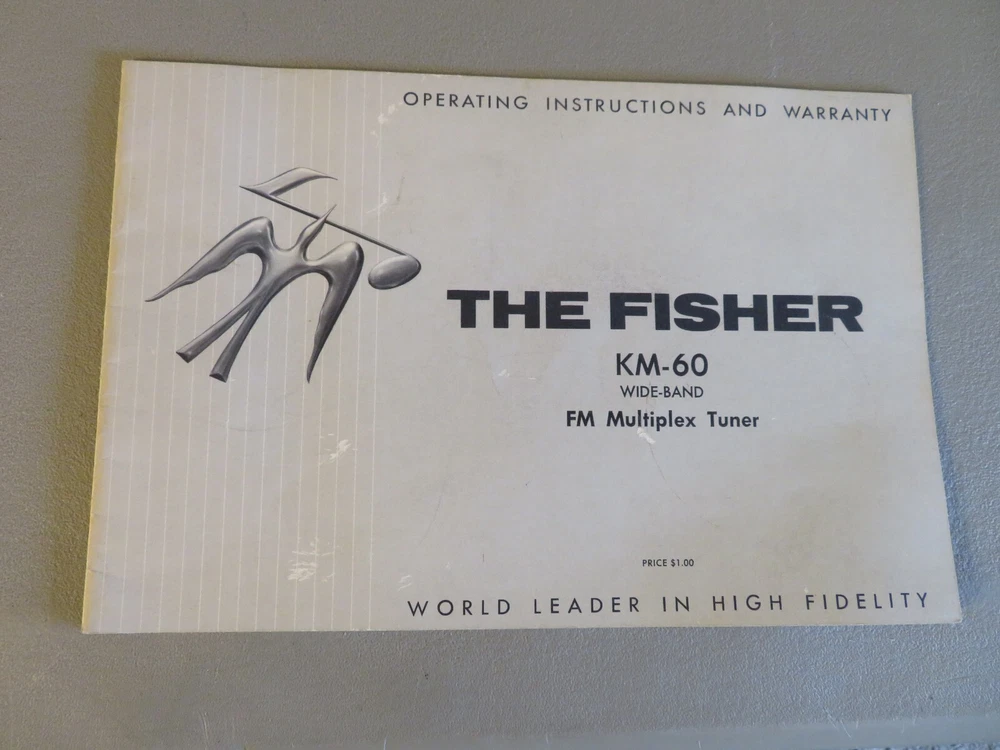 OPERATING INSTRUCTIONS AND WARRANTY
THE FISHER
KM-60
WIDE-BAND
FM Multiplex Tuner
PRICE $1.00
WORLD LEADER IN HIGH FIDELITY